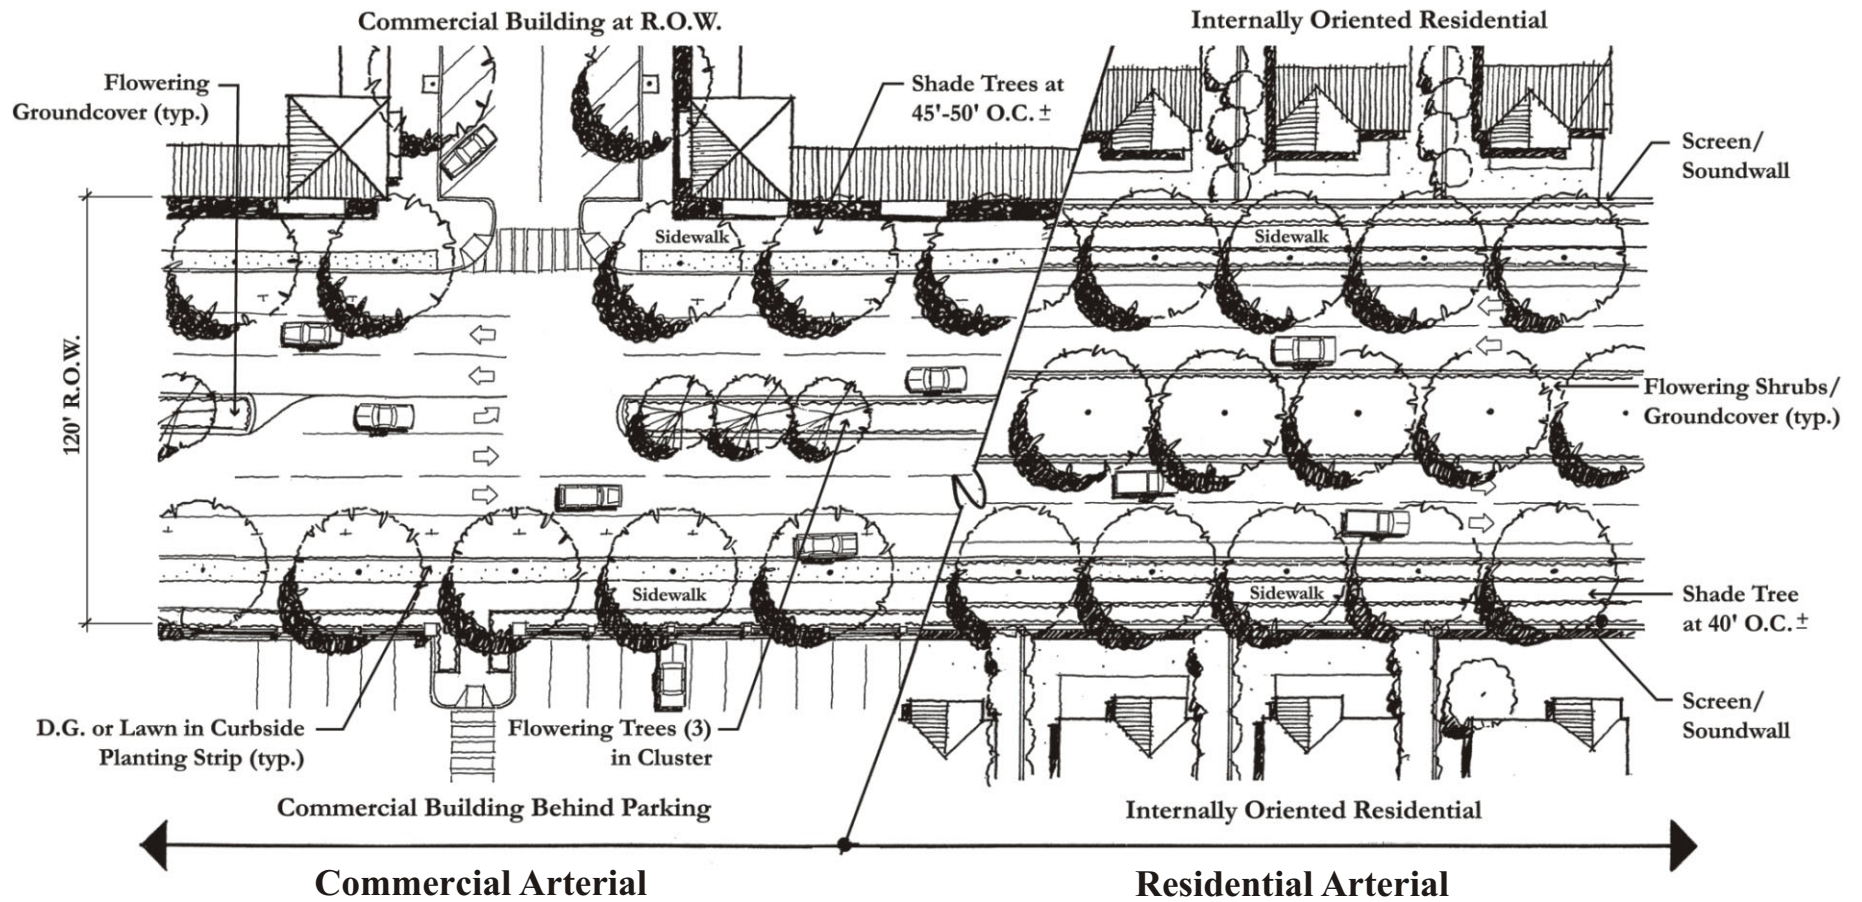 Commercial Building at R.O.W.
Internally Oriented Residential
Flowering
Groundcover (typ.)
Shade Trees at
45'-50' O.C. ±
Screen/
Soundwall
Sidewalk
Sidewalk
120' R.O.W.
Flowering Shrubs/
Groundcover (typ.)
Sidewalk
Sidewalk
Shade Tree
at 40' O.C. ±
D.G. or Lawn in Curbside
Planting Strip (typ.)
Flowering Trees (3)
in Cluster
Screen/
Soundwall
Commercial Building Behind Parking
Internally Oriented Residential
Commercial Arterial
Residential Arterial